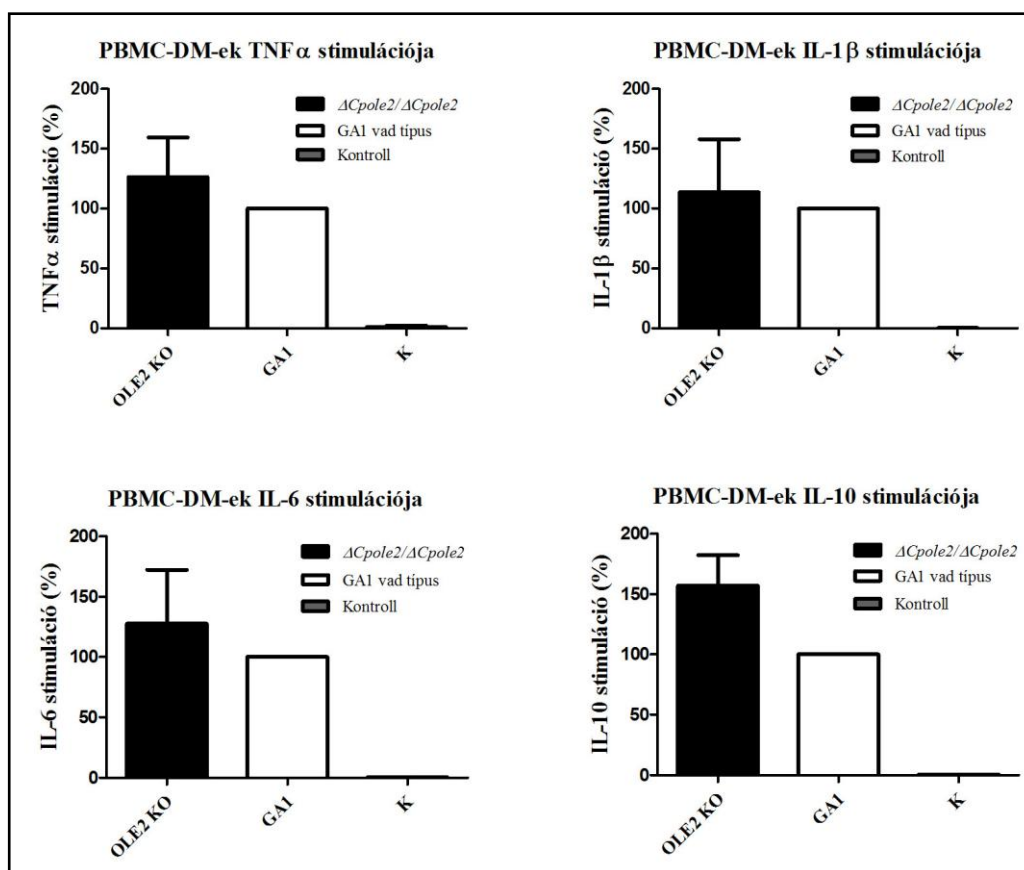 PBMC-DM-ek TNFα stimulációja
TNFα stimuláció (%)
200
150
100
50
0
ΔCpole2/ΔCpole2
GA1 vad típus
Kontroll
OLE2 KO
GA1
K
PBMC-DM-ek IL-1β stimulációja
IL-1β stimuláció (%)
200
150
100
50
0
ΔCpole2/ΔCpole2
GA1 vad típus
Kontroll
OLE2 KO
GA1
K
PBMC-DM-ek IL-6 stimulációja
IL-6 stimuláció (%)
200
150
100
50
0
ΔCpole2/ΔCpole2
GA1 vad típus
Kontroll
OLE2 KO
GA1
K
PBMC-DM-ek IL-10 stimulációja
IL-10 stimuláció (%)
200
150
100
50
0
ΔCpole2/ΔCpole2
GA1 vad típus
Kontroll
OLE2 KO
GA1
K